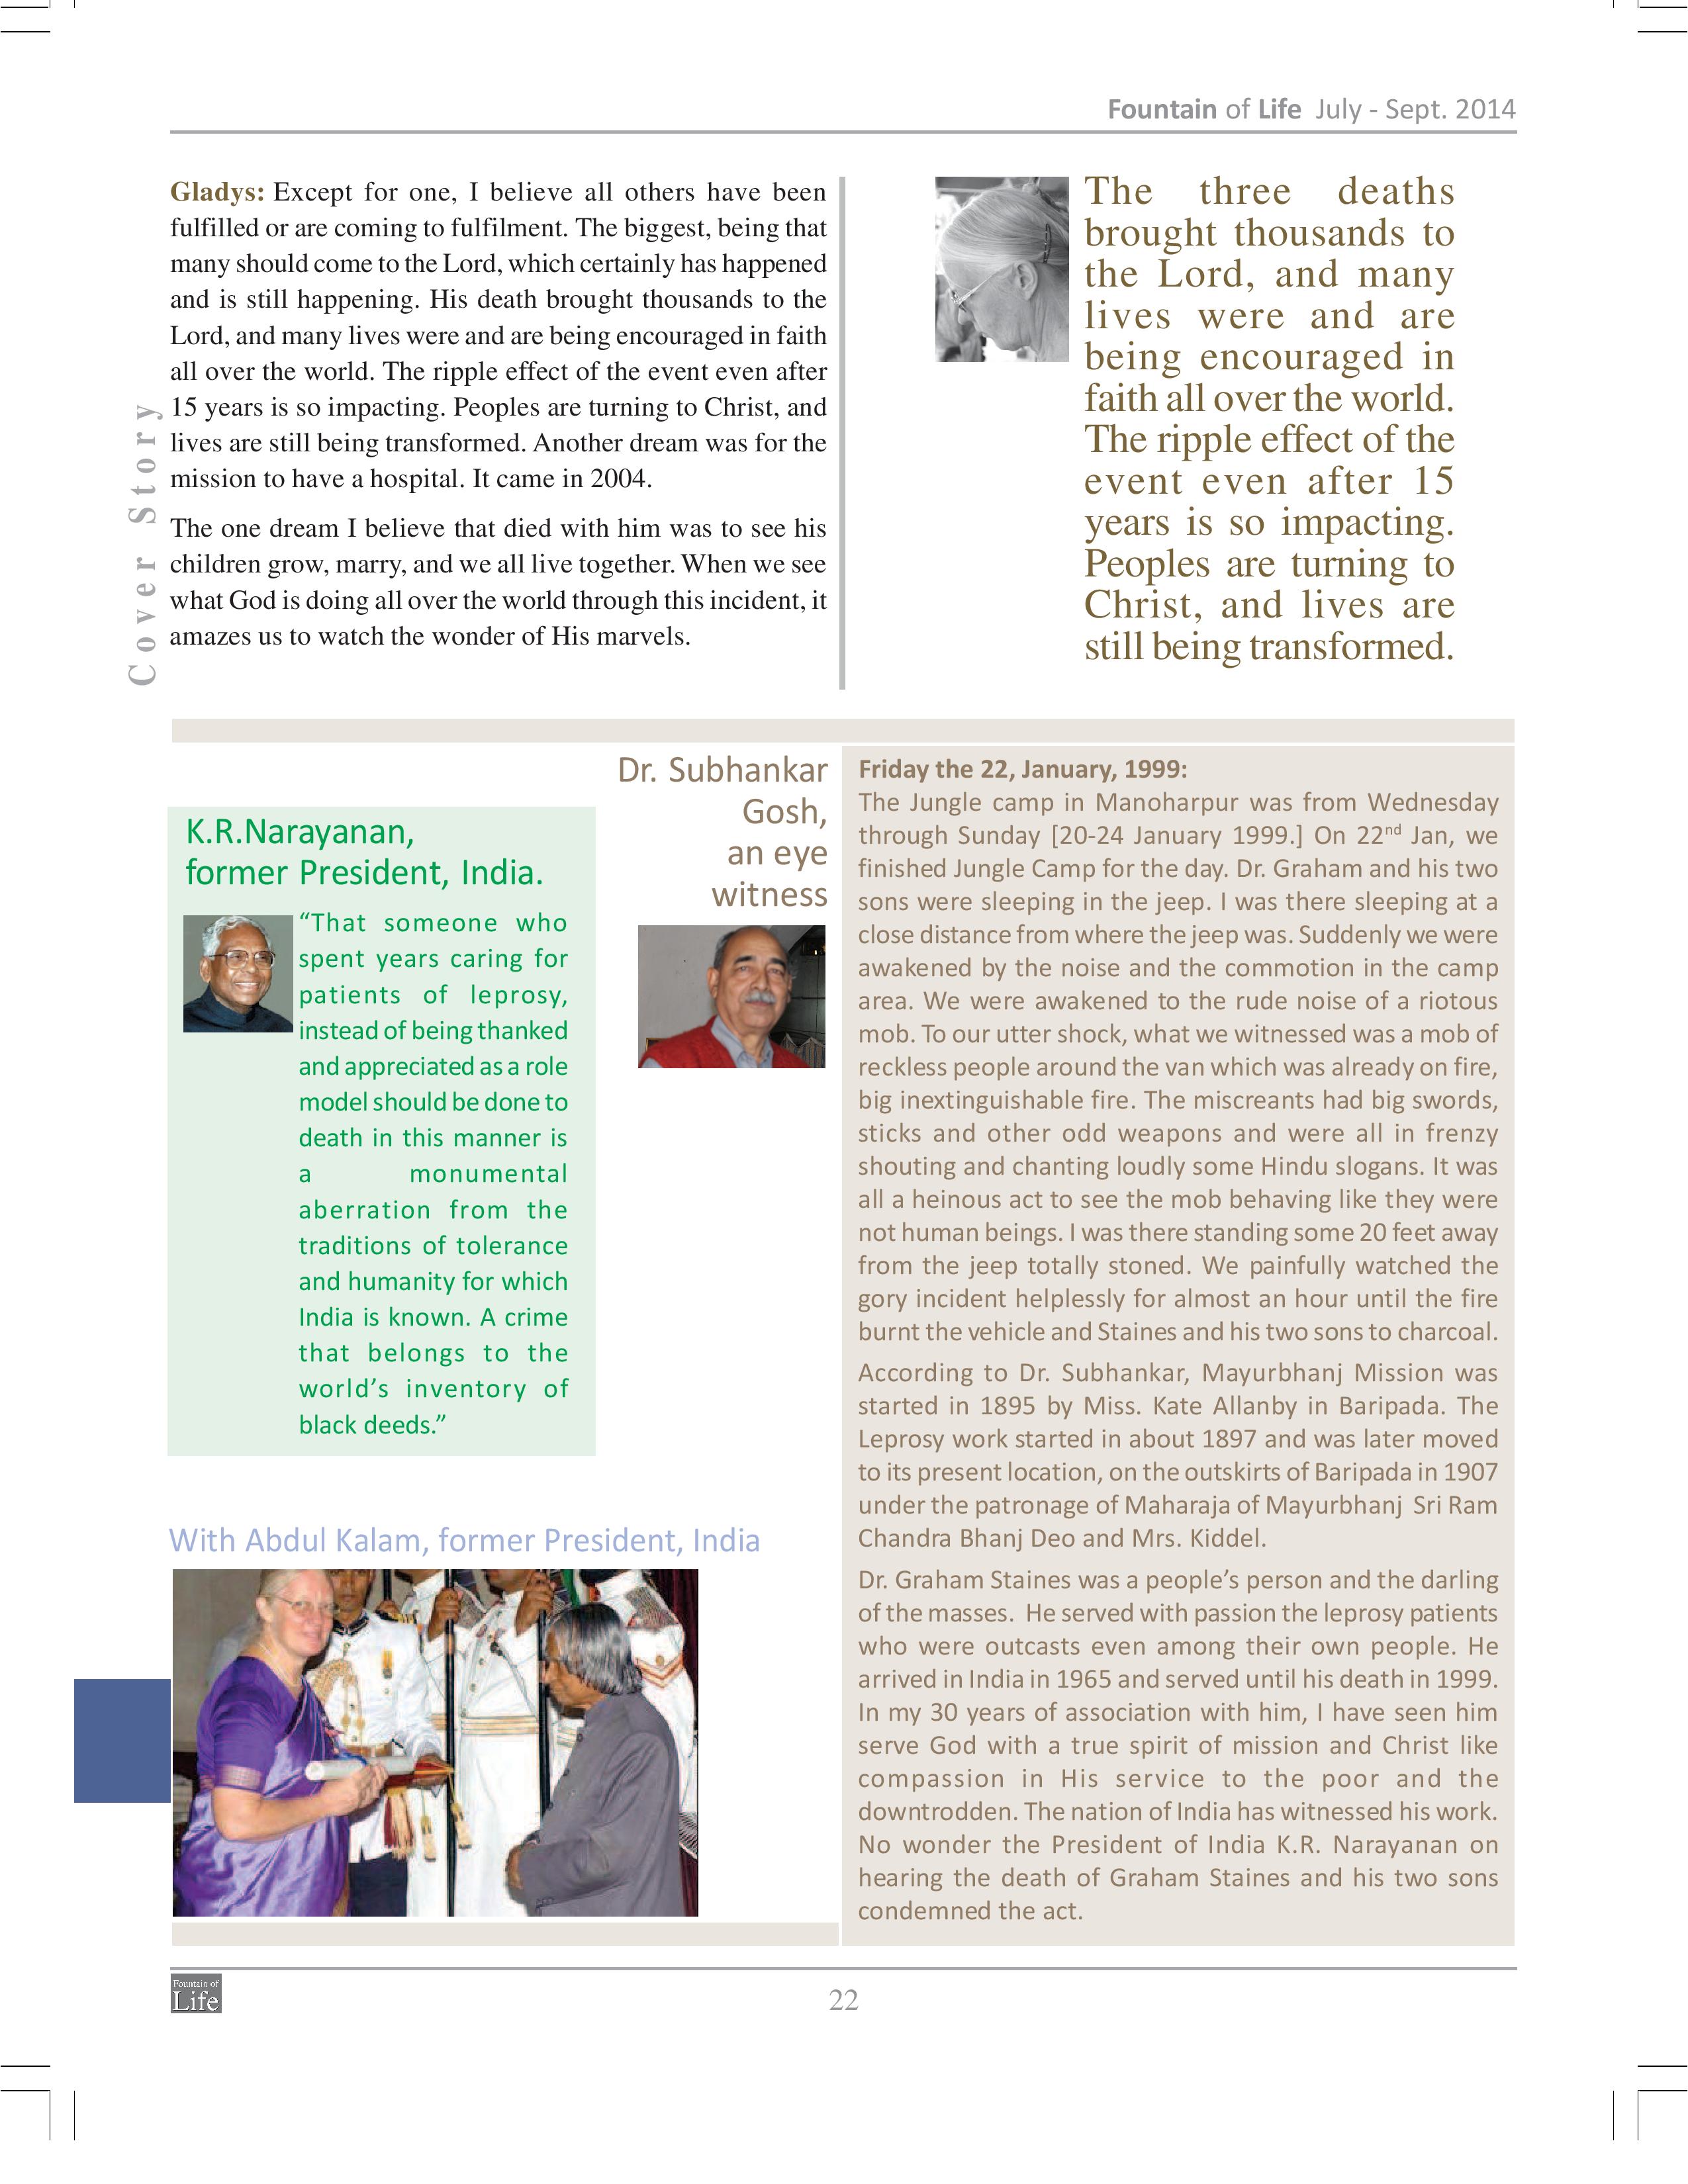 Fountain of Life July - Sept. 2014
Cover Story
Gladys: Except for one, I believe all others have been
fulfilled or are coming to fulfilment. The biggest, being that
many should come to the Lord, which certainly has happened
and is still happening. His death brought thousands to the
Lord, and many lives were and are being encouraged in faith
all over the world. The ripple effect of the event even after
15 years is so impacting. Peoples are turning to Christ, and
lives are still being transformed. Another dream was for the
mission to have a hospital. It came in 2004.
The one dream I believe that died with him was to see his
children grow, marry, and we all live together. When we see
what God is doing all over the world through this incident, it
amazes us to watch the wonder of His marvels.
The three deaths
brought thousands to
the Lord, and many
lives were and are
being encouraged in
faith all over the world.
The ripple effect of the
event even after 15
years is so impacting.
Peoples are turning to
Christ, and lives are
still being transformed.
K.R.Narayanan,
former President, India.
“That someone who
spent years caring for
patients of leprosy,
instead of being thanked
and appreciated as a role
model should be done to
death in this manner is
a monumental
aberration from the
traditions of tolerance
and humanity for which
India is known. A crime
that belongs to the
world’s inventory of
black deeds.”
With Abdul Kalam, former President, India
Dr. Subhankar
Gosh,
an eye
witness
Friday the 22, January, 1999:
The Jungle camp in Manoharpur was from Wednesday
through Sunday [20-24 January 1999.] On 22nd Jan, we
finished Jungle Camp for the day. Dr. Graham and his two
sons were sleeping in the jeep. I was there sleeping at a
close distance from where the jeep was. Suddenly we were
awakened by the noise and the commotion in the camp
area. We were awakened to the rude noise of a riotous
mob. To our utter shock, what we witnessed was a mob of
reckless people around the van which was already on fire,
big inextinguishable fire. The miscreants had big swords,
sticks and other odd weapons and were all in frenzy
shouting and chanting loudly some Hindu slogans. It was
all a heinous act to see the mob behaving like they were
not human beings. I was there standing some 20 feet away
from the jeep totally stoned. We painfully watched the
gory incident helplessly for almost an hour until the fire
burnt the vehicle and Staines and his two sons to charcoal.
According to Dr. Subhankar, Mayurbhanj Mission was
started in 1895 by Miss. Kate Allanby in Baripada. The
Leprosy work started in about 1897 and was later moved
to its present location, on the outskirts of Baripada in 1907
under the patronage of Maharaja of Mayurbhanj Sri Ram
Chandra Bhanj Deo and Mrs. Kiddel.
Dr. Graham Staines was a people’s person and the darling
of the masses. He served with passion the leprosy patients
who were outcasts even among their own people. He
arrived in India in 1965 and served until his death in 1999.
In my 30 years of association with him, I have seen him
serve God with a true spirit of mission and Christ like
compassion in His service to the poor and the
downtrodden. The nation of India has witnessed his work.
No wonder the President of India K.R. Narayanan on
hearing the death of Graham Staines and his two sons
condemned the act.
Fountain of
Life
22